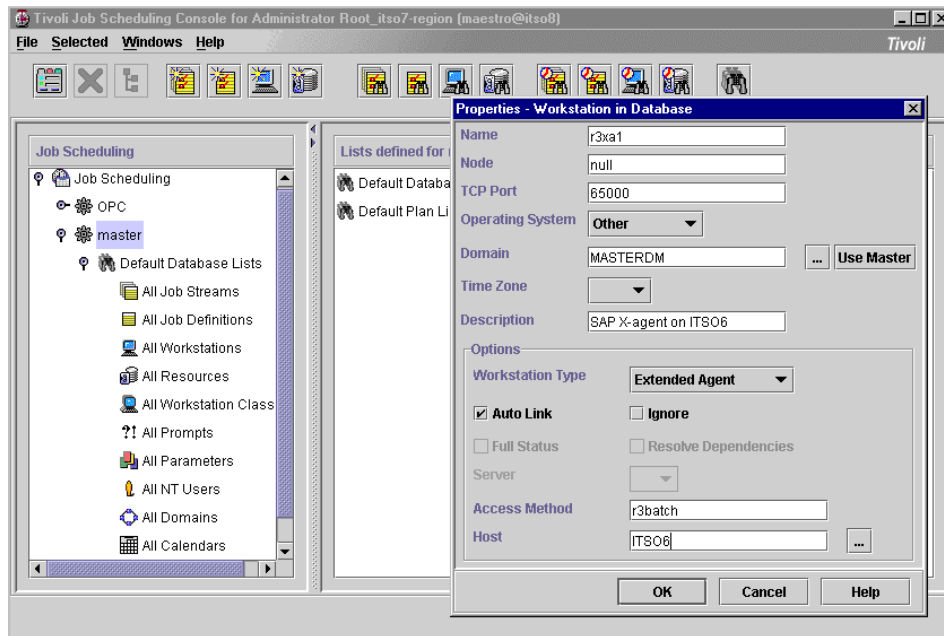 Tivoli Job Scheduling Console for Administrator Root_itso7-region (maestro@itso8)
File Selected Windows Help
Tivoli
Job Scheduling
Job Scheduling
OPC
master
Default Database Lists
All Job Streams
All Job Definitions
All Workstations
All Resources
All Workstation Class
All Prompts
All Parameters
All NT Users
All Domains
All Calendars
Lists defined for
Default Databa
Default Plan Li
Properties - Workstation in Database
Name r3xa1
Node null
TCP Port 65000
Operating System Other
Domain MASTERDM ... Use Master
Time Zone
Description SAP X-agent on ITSO6
Options
Workstation Type Extended Agent
Auto Link Ignore
Full Status Resolve Dependencies
Server
Access Method r3batch
Host ITSO6 ...
OK Cancel Help